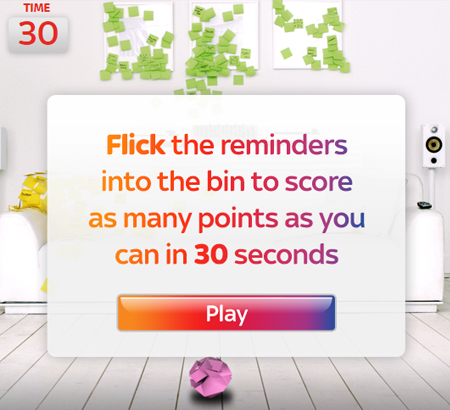 TIME
30
Flick the reminders
into the bin to score
as many points as you
can in 30 seconds
Play